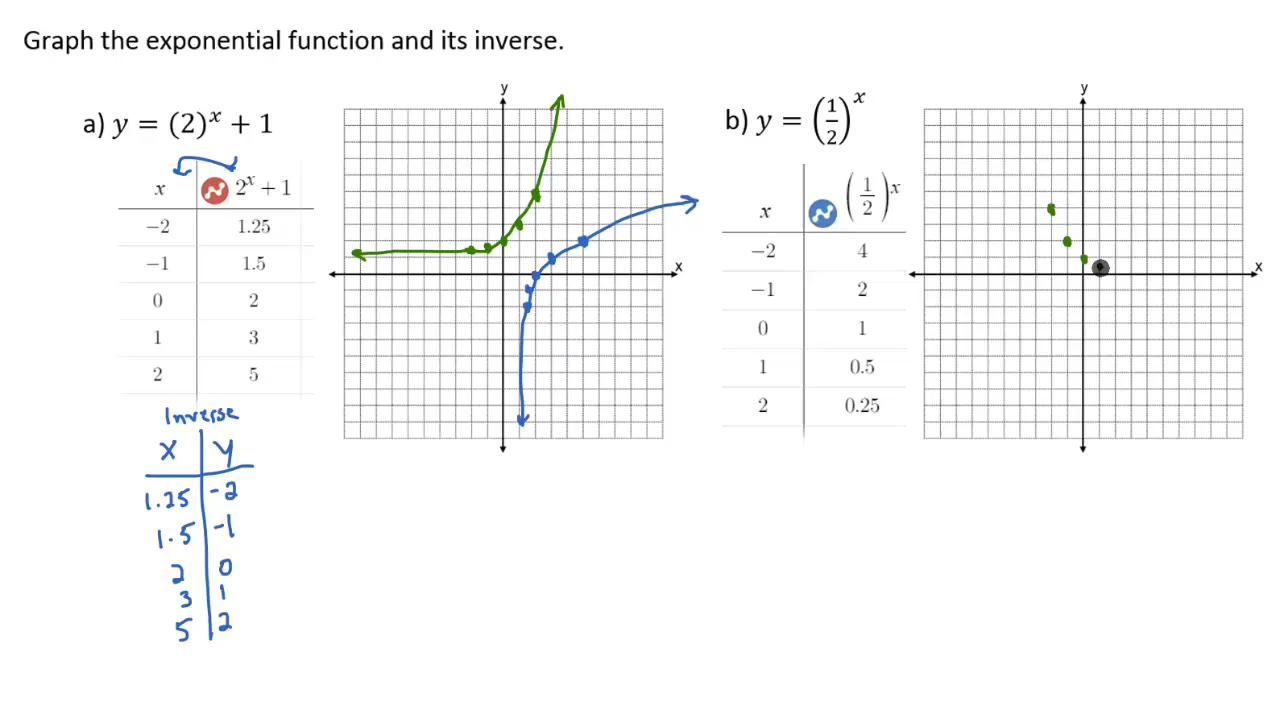 Graph the exponential function and its inverse.
a) y = (2)^x + 1
x 2^x + 1
−2 1.25
−1 1.5
0 2
1 3
2 5
Inverse
X Y
1.25 -2
1.5 -1
2 0
3 1
5 2
y
x
b) y = (1/2)^x
x (1/2)^x
−2 4
−1 2
0 1
1 0.5
2 0.25
y
x